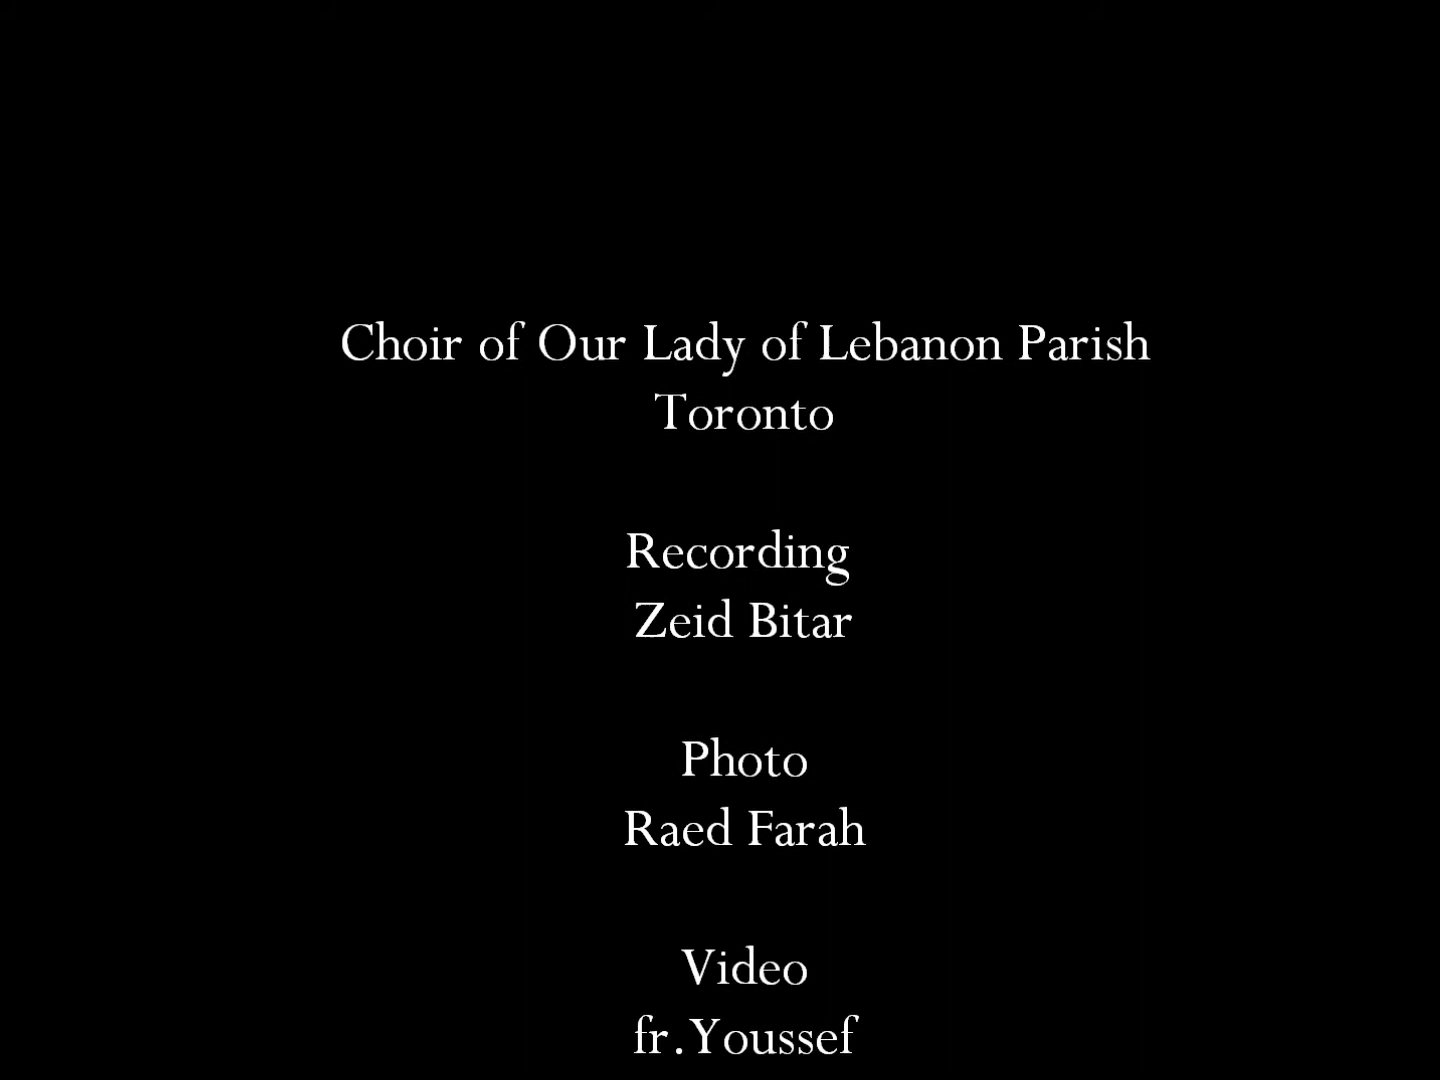 Choir of Our Lady of Lebanon Parish
Toronto
Recording
Zeid Bitar
Photo
Raed Farah
Video
fr.Youssef